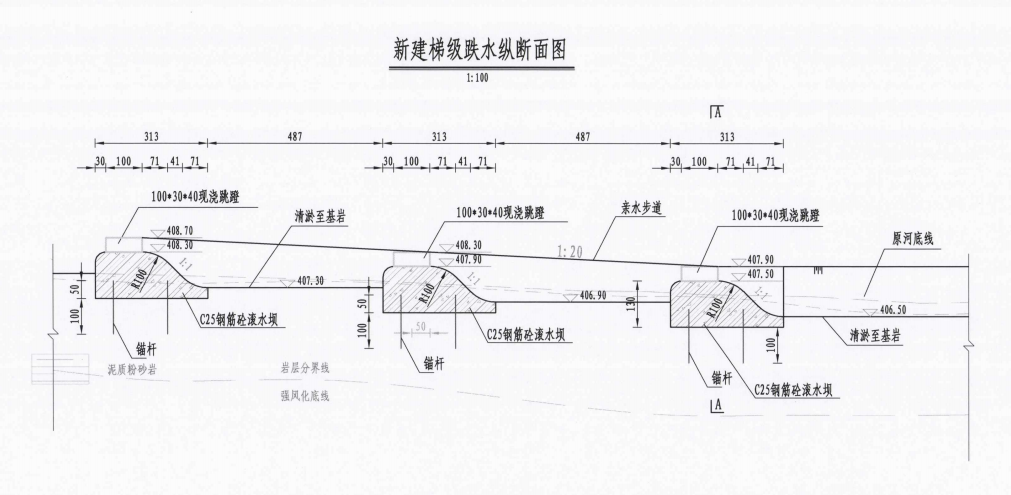 新建梯级跌水纵断面图
1:100
A
313 487 313 487 313
30 100 71 41 71 30 100 71 41 71 30 100 71 41 71
100*30*40现浇跳蹬
清淤至基岩
100*30*40现浇跳蹬
亲水步道
100*30*40现浇跳蹬
原河底线
408.70
408.30
408.30
407.90
1:20
407.90
407.50
1:1
1:1
1:1
R100
R100
R100
407.30
406.90
406.50
50
100
50
100
130
100
50
C25钢筋砼滚水坝
C25钢筋砼滚水坝
清淤至基岩
锚杆
泥质粉砂岩
岩层分界线
强风化底线
锚杆
锚杆
C25钢筋砼滚水坝
A